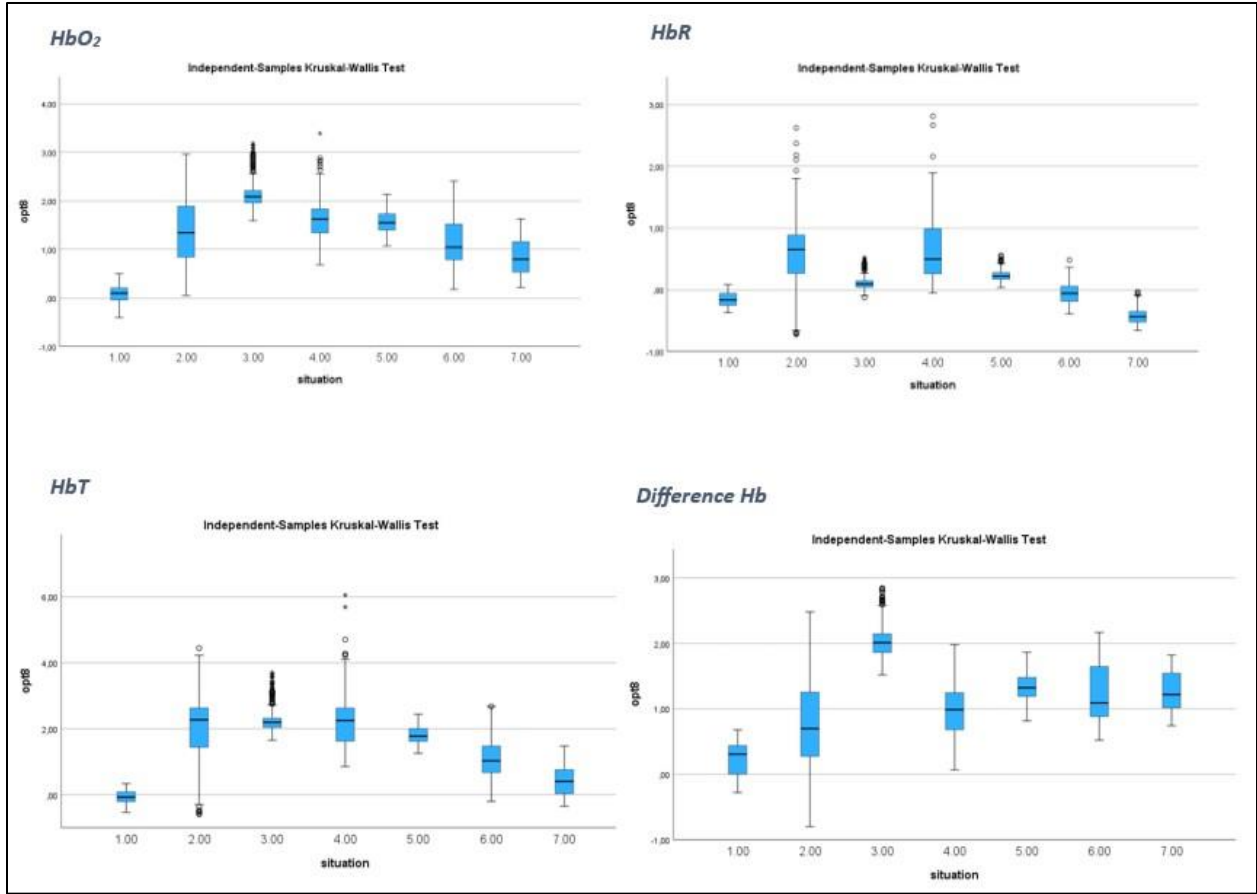 HbO₂
Independent-Samples Kruskal-Wallis Test
4,00
3,00
2,00
1,00
,00
-1,00
opt8
1.00 2.00 3.00 4.00 5.00 6.00 7.00
situation
HbR
Independent-Samples Kruskal-Wallis Test
3,00
2,00
1,00
,00
-1,00
opt8
1.00 2.00 3.00 4.00 5.00 6.00 7.00
situation
HbT
Independent-Samples Kruskal-Wallis Test
6,00
4,00
2,00
,00
opt8
1.00 2.00 3.00 4.00 5.00 6.00 7.00
situation
Difference Hb
Independent-Samples Kruskal-Wallis Test
3,00
2,00
1,00
,00
-1,00
opt8
1.00 2.00 3.00 4.00 5.00 6.00 7.00
situation